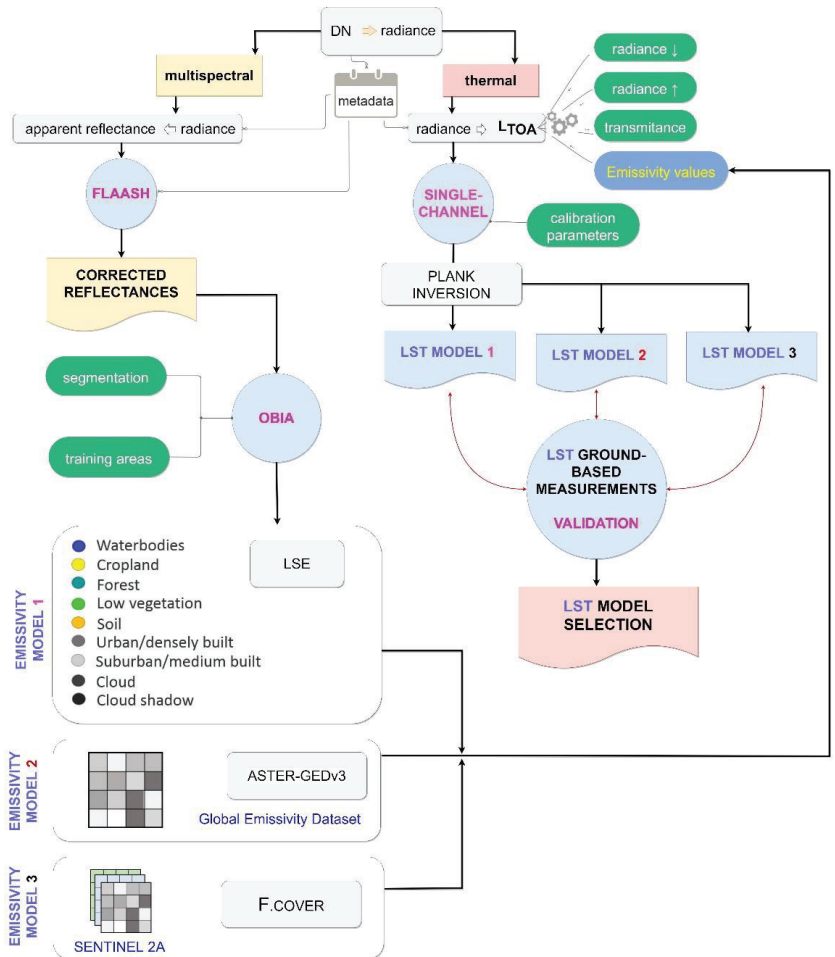 DN ⇨ radiance
multispectral
metadata
thermal
radiance ↓
radiance ↑
transmitance
Emissivity values
apparent reflectance ⇦ radiance
radiance ⇨ LTOA
FLAASH
SINGLE-
CHANNEL
calibration
parameters
CORRECTED
REFLECTANCES
PLANK
INVERSION
LST MODEL 1
LST MODEL 2
LST MODEL 3
segmentation
training areas
OBIA
LST GROUND-
BASED
MEASUREMENTS
VALIDATION
LST MODEL
SELECTION
EMISSIVITY
MODEL 1
Waterbodies
Cropland
Forest
Low vegetation
Soil
Urban/densely built
Suburban/medium built
Cloud
Cloud shadow
LSE
EMISSIVITY
MODEL 2
ASTER-GEDv3
Global Emissivity Dataset
EMISSIVITY
MODEL 3
SENTINEL 2A
F.COVER